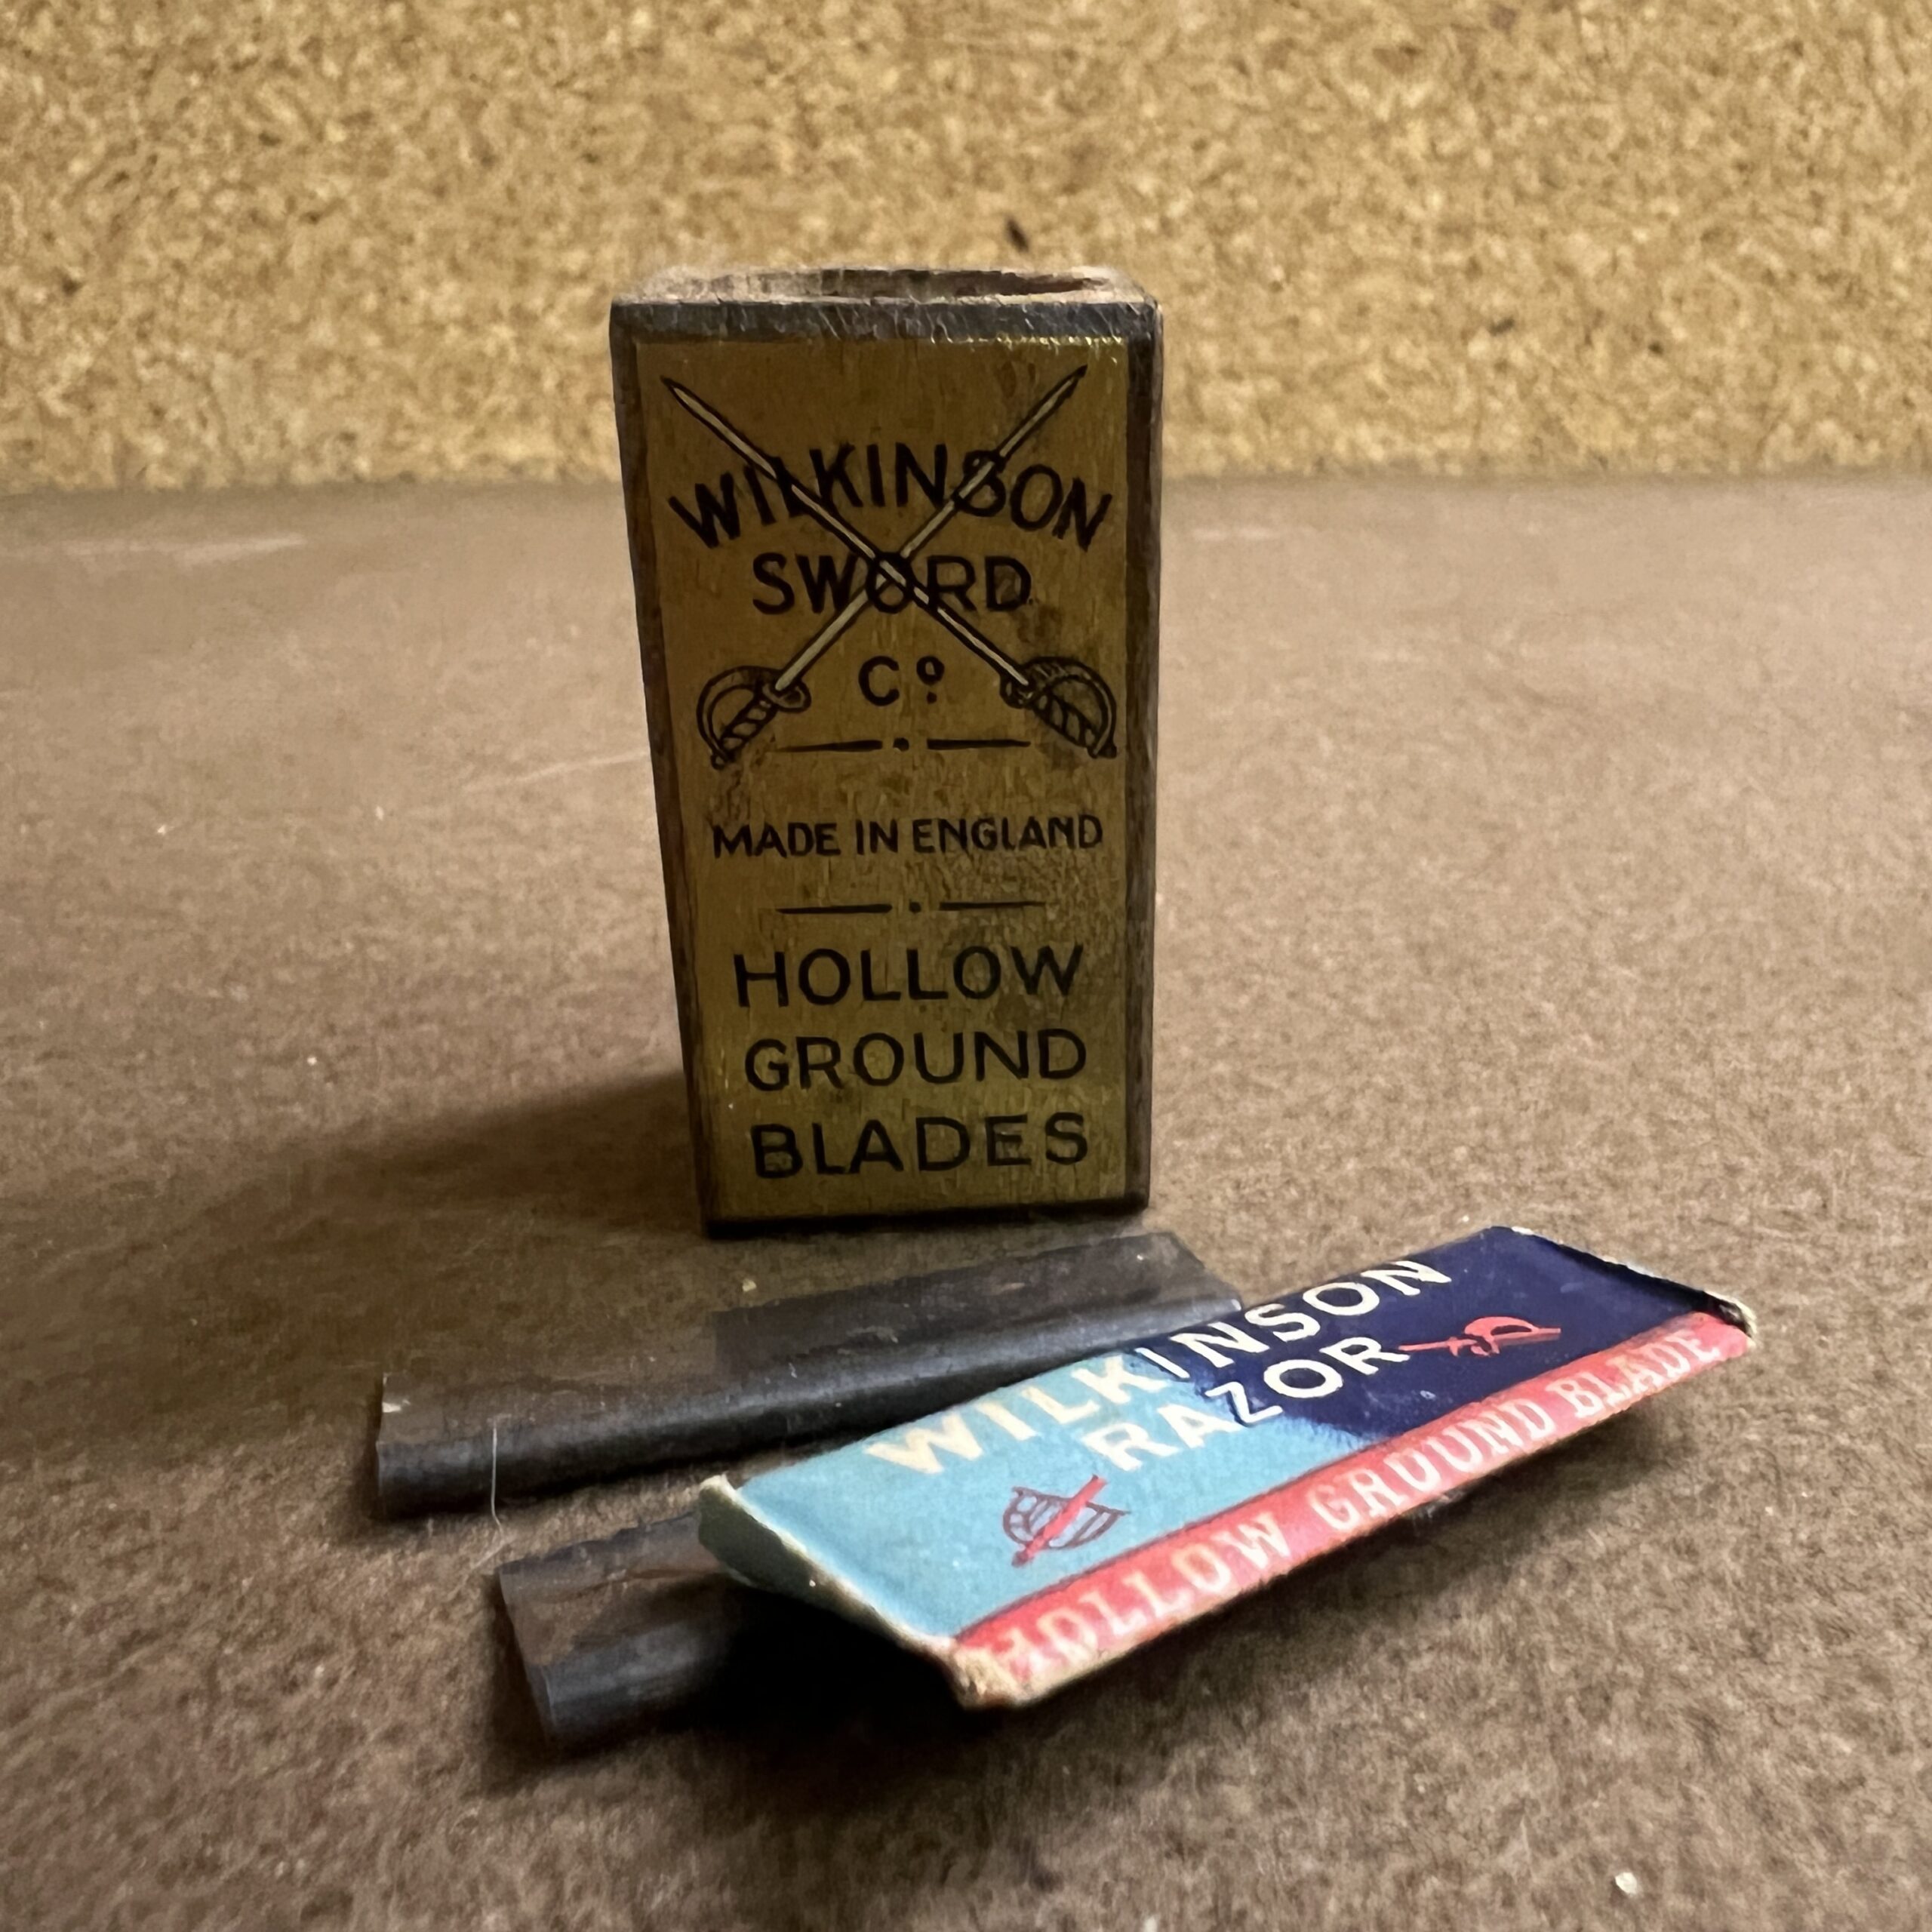 WILKINSON
SWORD
Cº
MADE IN ENGLAND
HOLLOW
GROUND
BLADES
WILKINSON
RAZOR
HOLLOW GROUND BLADE